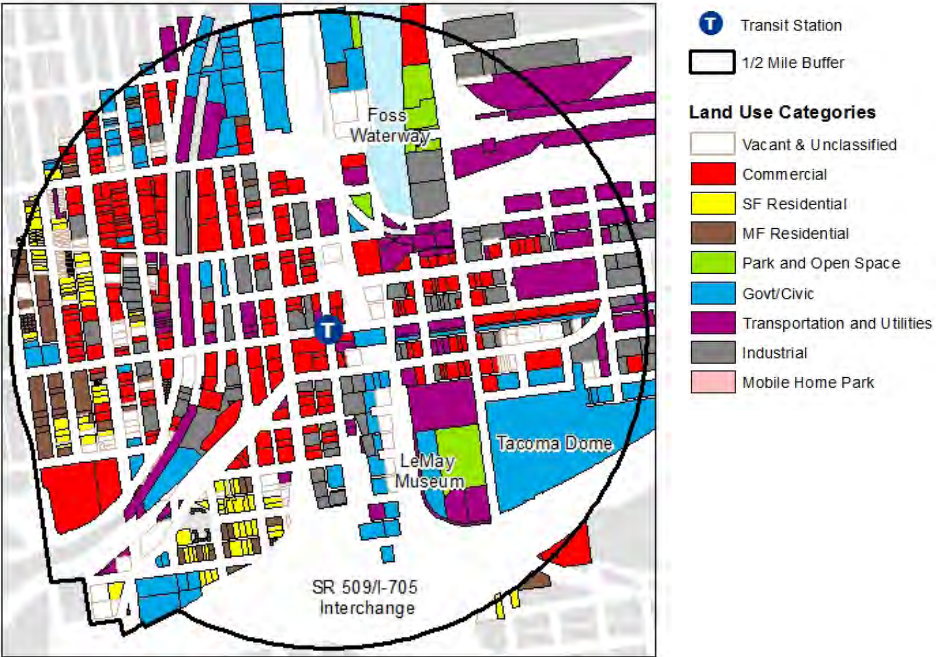 Foss
Waterway
T
Tacoma Dome
LeMay
Museum
SR 509/I-705
Interchange
T Transit Station
1/2 Mile Buffer
Land Use Categories
Vacant & Unclassified
Commercial
SF Residential
MF Residential
Park and Open Space
Govt/Civic
Transportation and Utilities
Industrial
Mobile Home Park